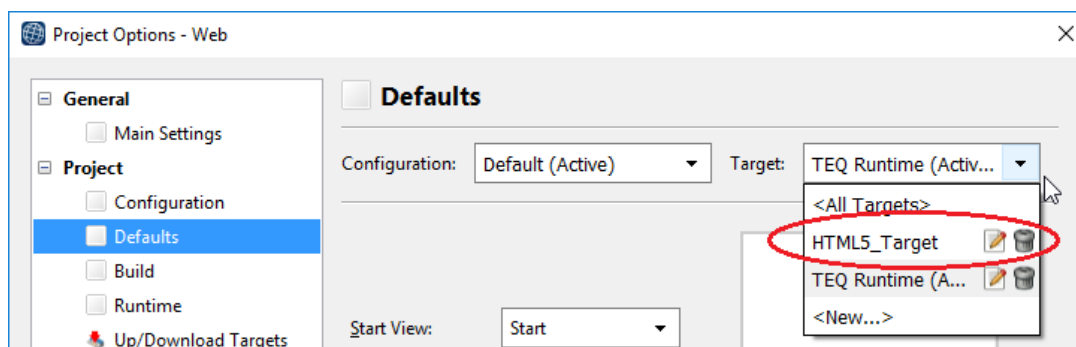 Project Options - Web
General
Main Settings
Project
Configuration
Defaults
Build
Runtime
Up/Download Targets
Defaults
Configuration: Default (Active) Target: TEQ Runtime (Activ...
<All Targets>
HTML5_Target
TEQ Runtime (A...
<New...>
Start View: Start